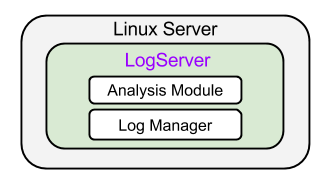 Linux Server
LogServer
Analysis Module
Log Manager